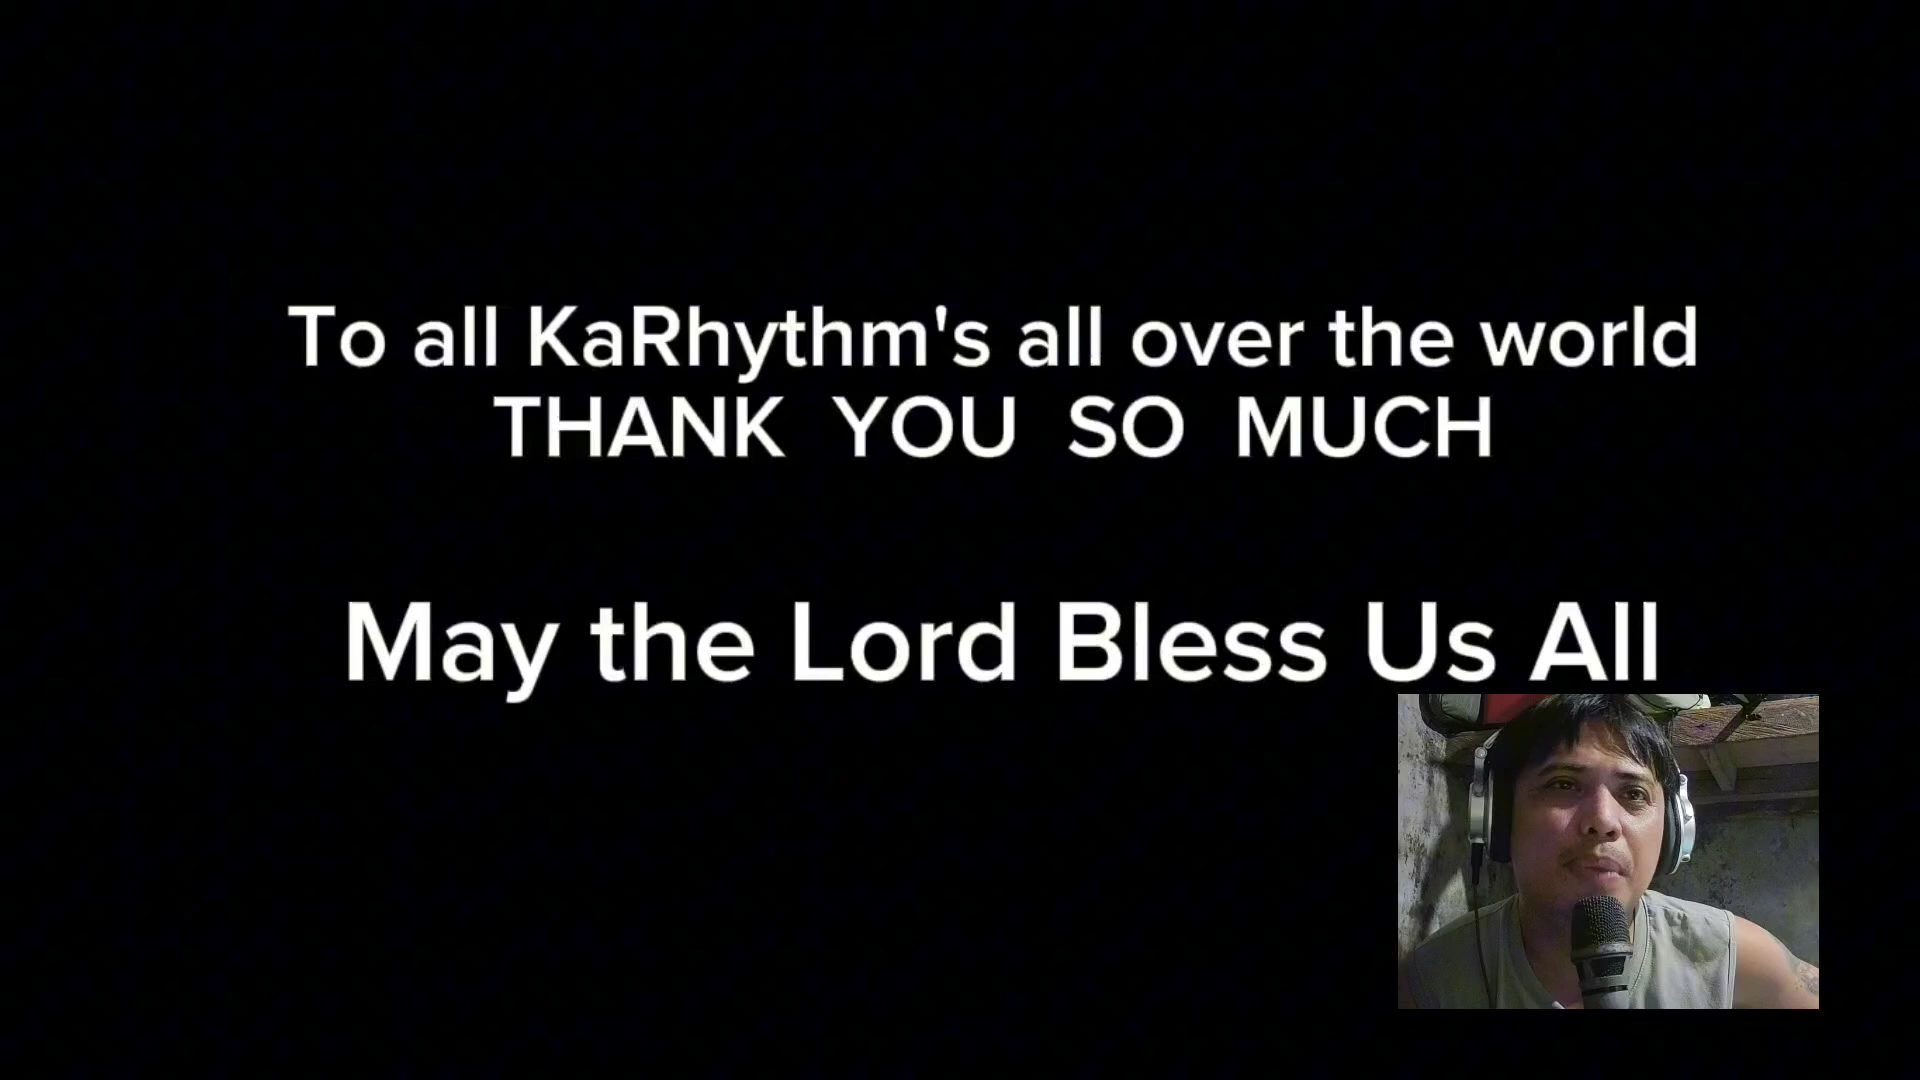 To all KaRhythm's all over the world
THANK YOU SO MUCH
May the Lord Bless Us All